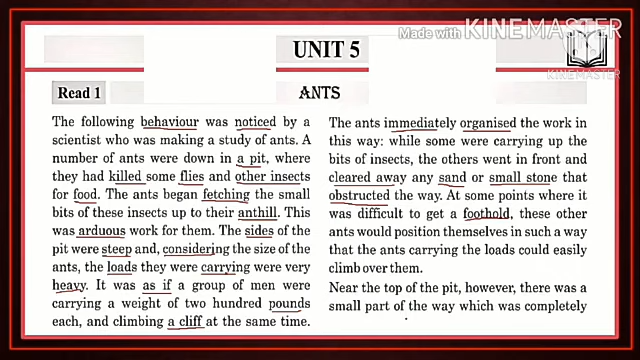 Made with KINEMASTER
UNIT 5
KINEMASTER
Read 1
ANTS
The following behaviour was noticed by a
scientist who was making a study of ants. A
number of ants were down in a pit, where
they had killed some flies and other insects
for food. The ants began fetching the small
bits of these insects up to their anthill. This
was arduous work for them. The sides of the
pit were steep and, considering the size of the
ants, the loads they were carrying were very
heavy. It was as if a group of men were
carrying a weight of two hundred pounds
each, and climbing a cliff at the same time.
The ants immediately organised the work in
this way: while some were carrying up the
bits of insects, the others went in front and
cleared away any sand or small stone that
obstructed the way. At some points where it
was difficult to get a foothold, these other
ants would position themselves in such a way
that the ants carrying the loads could easily
climb over them.
Near the top of the pit, however, there was a
small part of the way which was completely